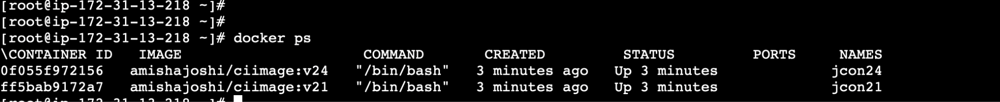 [root@ip-172-31-13-218 ~]#
[root@ip-172-31-13-218 ~]#
[root@ip-172-31-13-218 ~]# docker ps
\CONTAINER ID   IMAGE                     COMMAND       CREATED         STATUS         PORTS     NAMES
0f055f972156   amishajoshi/ciimage:v24   "/bin/bash"   3 minutes ago   Up 3 minutes             jcon24
ff5bab9172a7   amishajoshi/ciimage:v21   "/bin/bash"   3 minutes ago   Up 3 minutes             jcon21
[root@ip-172-31-13-218 ~]#